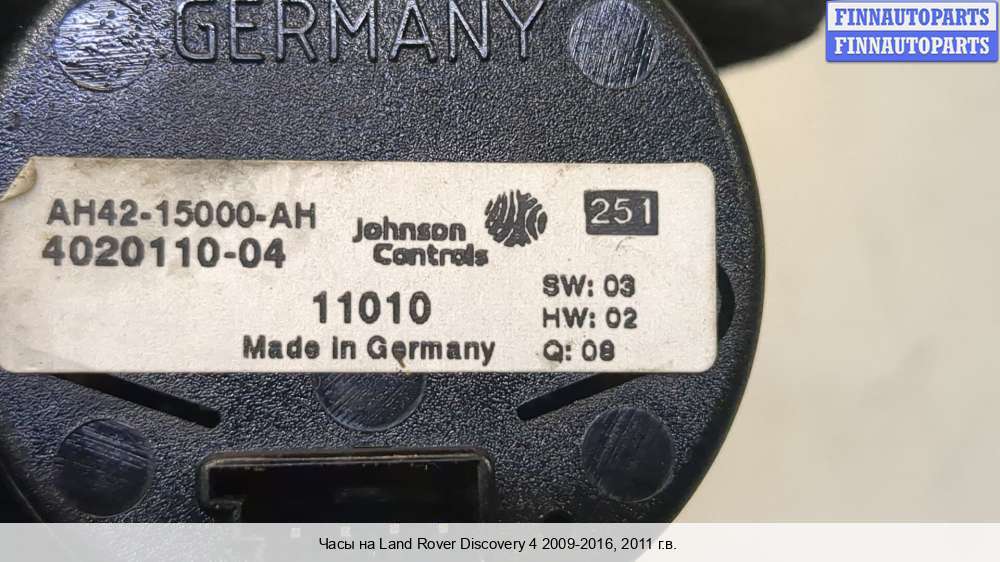 GERMANY
FINNAUTOPARTS
FINNAUTOPARTS
AH42-15000-AH
4020110-04
Johnson
Controls
251
SW: 03
HW: 02
Q: 08
11010
Made in Germany
Часы на Land Rover Discovery 4 2009-2016, 2011 г.в.